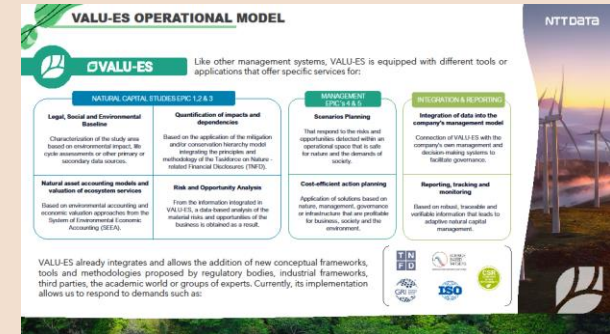 VALU-ES OPERATIONAL MODEL
NTT DATA
VALU-ES
Like other management systems, VALU-ES is equipped with different tools or
applications that offer specific services for:
NATURAL CAPITAL STUDIES EPIC 1,2 & 3
Legal, Social and Environmental
Baseline
Characterization of the study area
based on environmental impact, life
cycle assessments or other primary or
secondary data sources.
Quantification of impacts and
dependencies
Based on the application of the mitigation
and/or conservation hierarchy model
integrating the principles and
methodology of the Taskforce on Nature -
related Financial Disclosures (TNFD).
Natural asset accounting models and
valuation of ecosystem services
Based on environmental accounting and
economic valuation approaches from the
System of Environmental Economic
Accounting (SEEA).
Risk and Opportunity Analysis
From the information integrated in
VALU-ES, a data-based analysis of the
material risks and opportunities of the
business is obtained as a result.
MANAGEMENT
EPIC's 4 & 5
Scenarios Planning
That respond to the risks and
opportunities detected within an
operational space that is safe
for nature and the demands of
society.
Cost-efficient action planning
Application of solutions based on
nature, management, governance
or infrastructure that are profitable
for business, society and the
environment.
INTEGRATION & REPORTING
Integration of data into the
company's management model
Connection of VALU-ES with the
company's own management and
decision-making systems to
facilitate governance.
Reporting, tracking and
monitoring
Based on robust, traceable and
verifiable information that leads to
adaptive natural capital
management.
VALU-ES already integrates and allows the addition of new conceptual frameworks,
tools and methodologies proposed by regulatory bodies, industrial frameworks,
third parties, the academic world or groups of experts. Currently, its implementation
allows us to respond to demands such as:
T N
F D
GRI
ISO